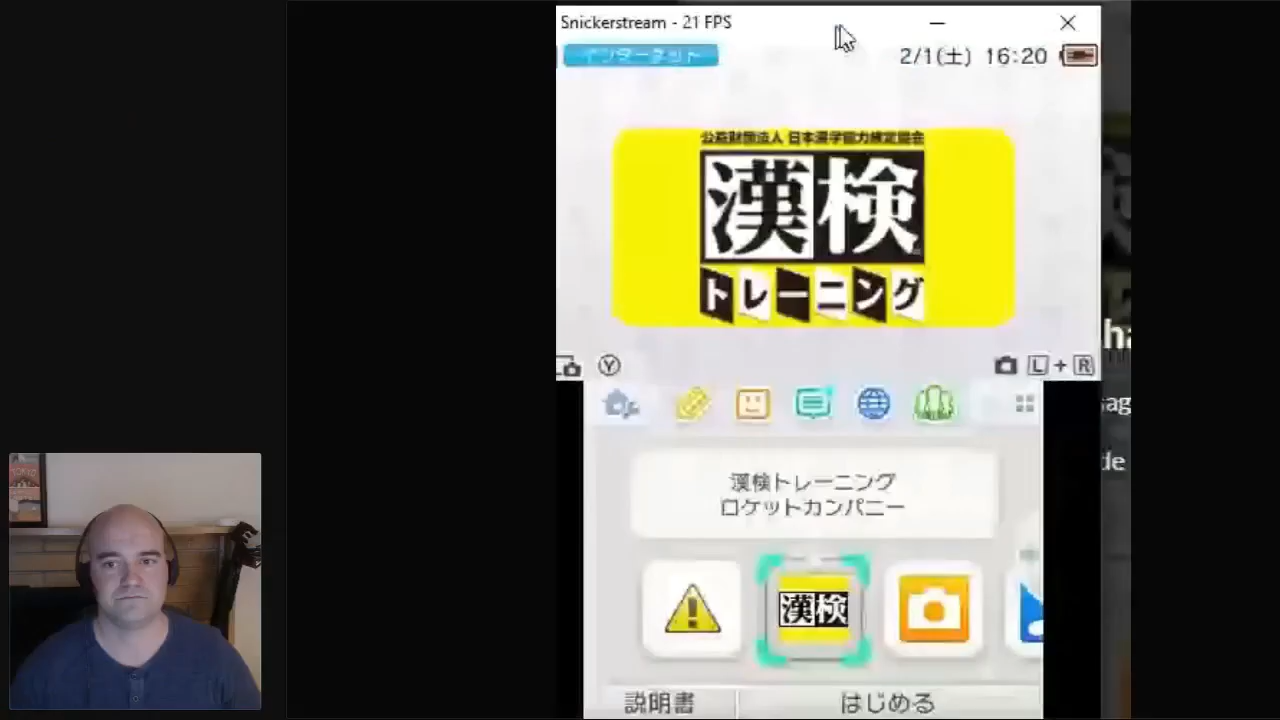 Snickerstream - 21 FPS
インターネット
2/1(土) 16:20
公益財団法人 日本漢字能力検定協会
漢検
トレーニング
Y
L + R
漢検トレーニング
ロケットカンパニー
漢検
説明書
はじめる
TOKYO